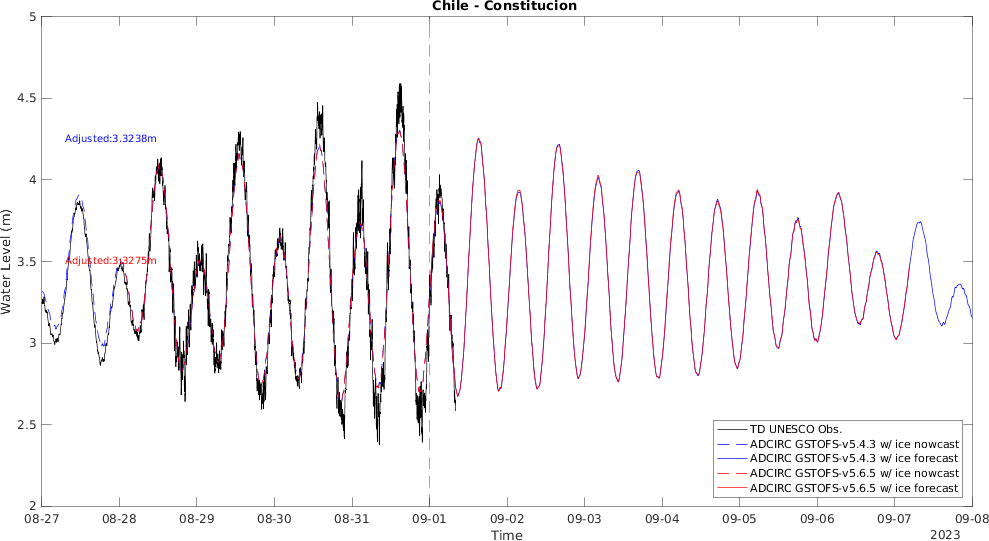 Chile - Constitucion
5
4.5
4
3.5
3
2.5
2
Water Level (m)
Adjusted:3.3238m
Adjusted:3.3275m
TD UNESCO Obs.
ADCIRC GSTOFS-v5.4.3 w/ ice nowcast
ADCIRC GSTOFS-v5.4.3 w/ ice forecast
ADCIRC GSTOFS-v5.6.5 w/ ice nowcast
ADCIRC GSTOFS-v5.6.5 w/ ice forecast
08-27 08-28 08-29 08-30 08-31 09-01 09-02 09-03 09-04 09-05 09-06 09-07 09-08
Time
2023